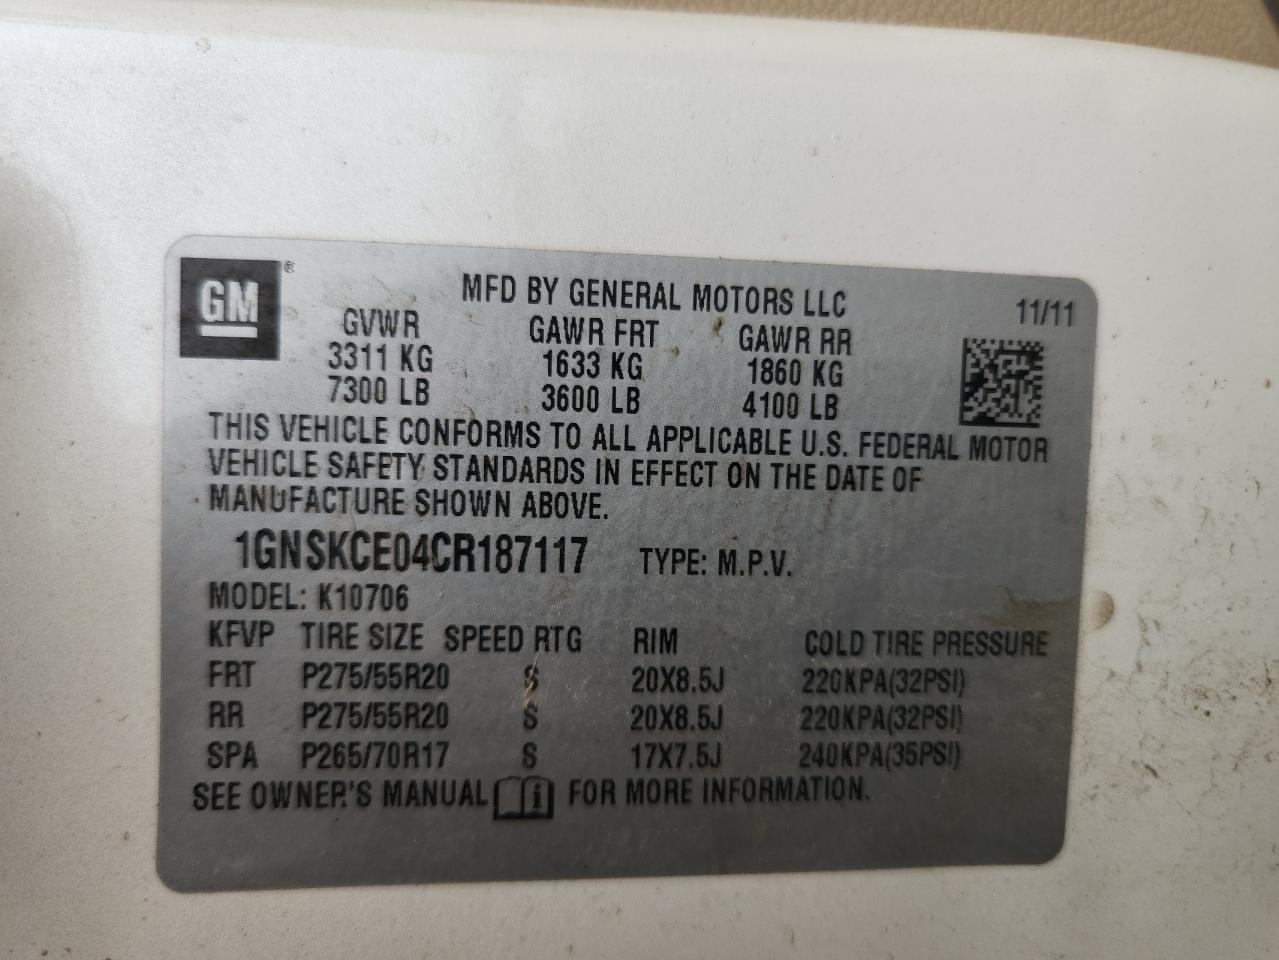 GM ®
MFD BY GENERAL MOTORS LLC 11/11
GVWR GAWR FRT GAWR RR
3311 KG 1633 KG 1860 KG
7300 LB 3600 LB 4100 LB
THIS VEHICLE CONFORMS TO ALL APPLICABLE U.S. FEDERAL MOTOR
VEHICLE SAFETY STANDARDS IN EFFECT ON THE DATE OF
MANUFACTURE SHOWN ABOVE.
1GNSKCE04CR187117 TYPE: M.P.V.
MODEL: K10706
KFVP TIRE SIZE SPEED RTG RIM COLD TIRE PRESSURE
FRT P275/55R20 S 20X8.5J 220KPA(32PSI)
RR P275/55R20 S 20X8.5J 220KPA(32PSI)
SPA P265/70R17 S 17X7.5J 240KPA(35PSI)
SEE OWNER'S MANUAL i FOR MORE INFORMATION.